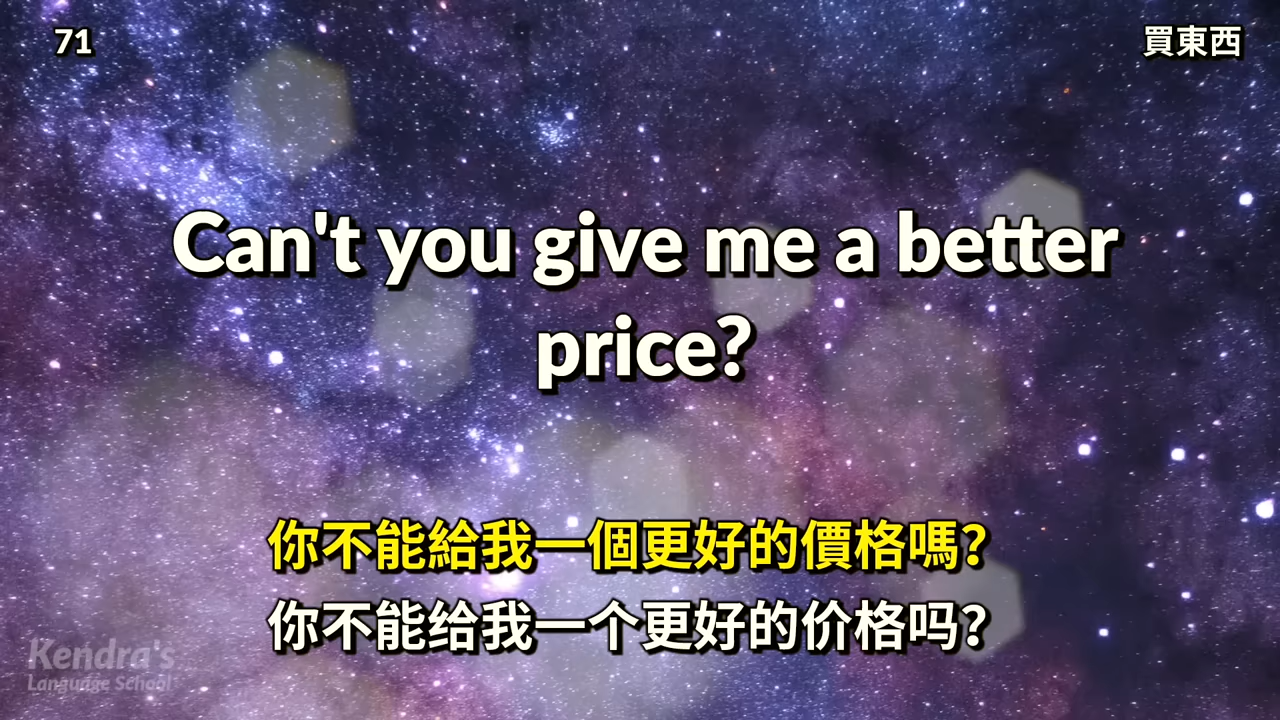 71
買東西
Can't you give me a better
price?
你不能給我一個更好的價格嗎?
你不能给我一个更好的价格吗?
Kendra's
Language School